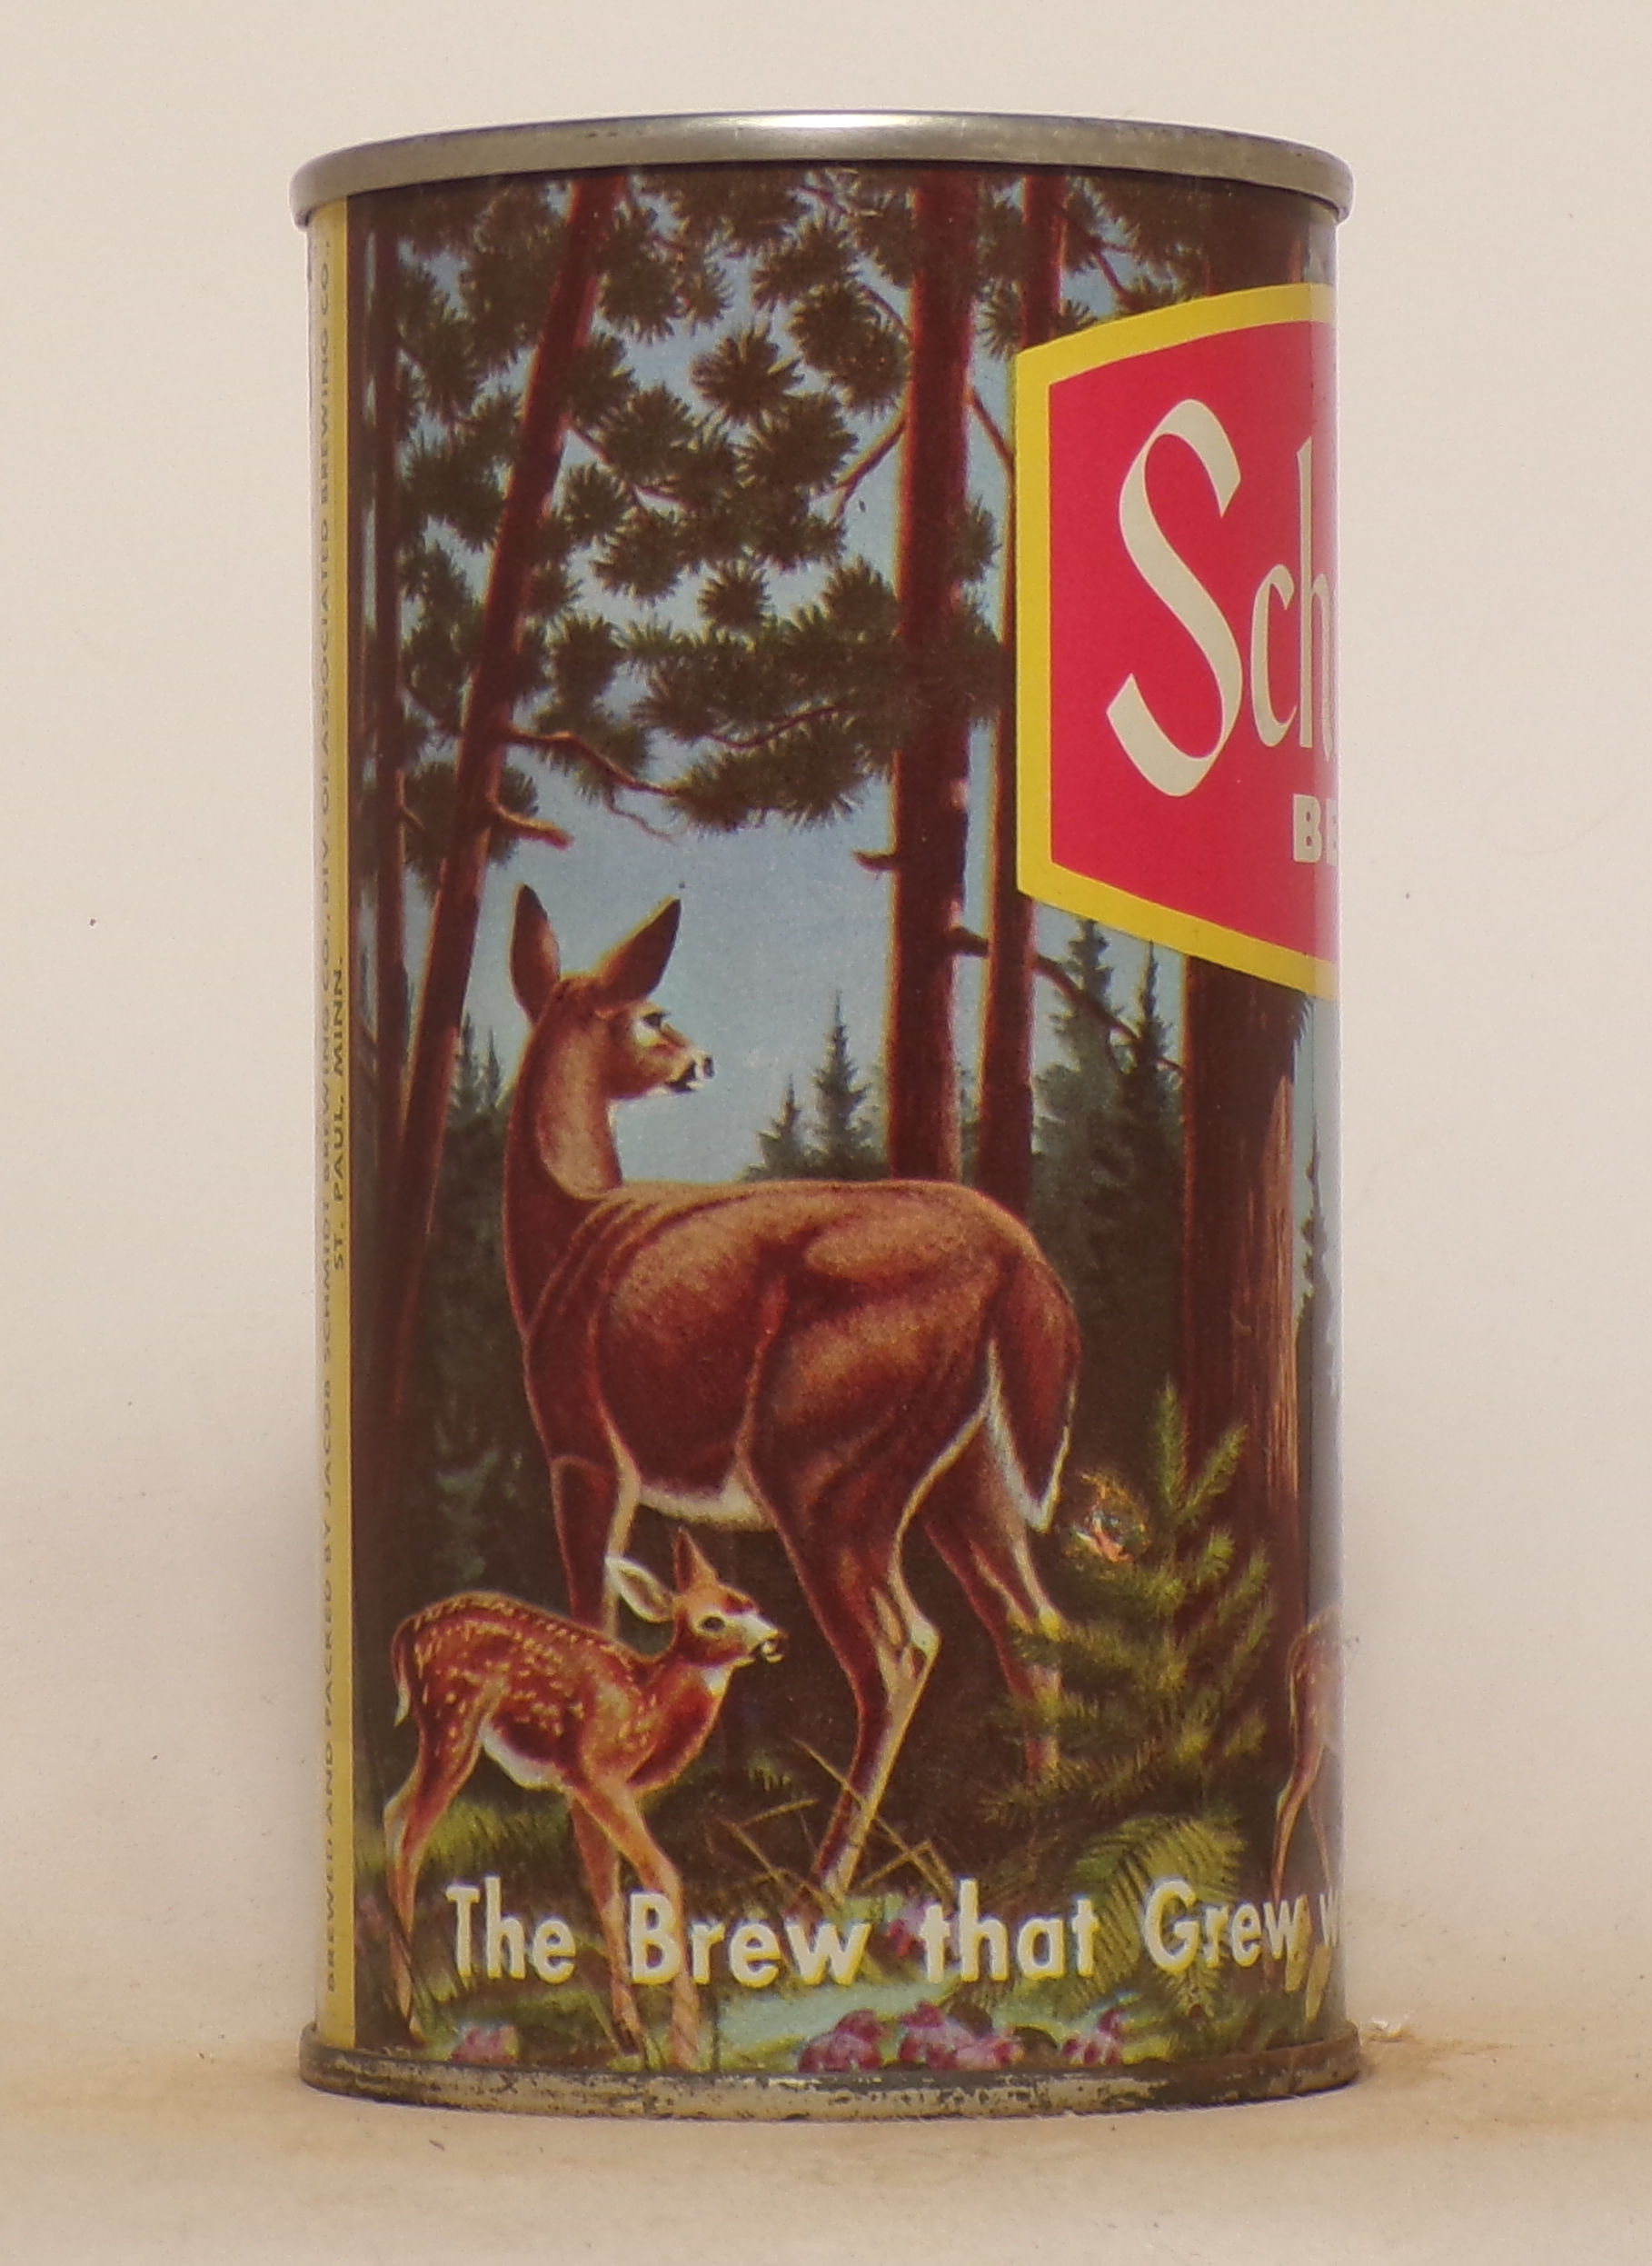 Sch
BE
The Brew that Grew w
BREWED AND PACKED BY JACOB SCHMIDT BREWING CO., DIV. OF ASSOCIATED BREWING CO.,
ST. PAUL, MINN.